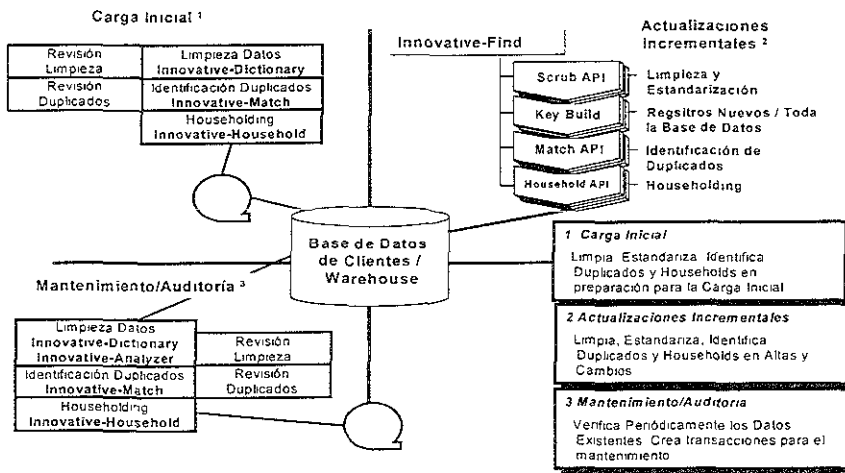 Carga Inicial ¹
Revisión
Limpieza
Limpieza Datos
Innovative-Dictionary
Revisión
Duplicados
Identificación Duplicados
Innovative-Match
Householding
Innovative-Household
Innovative-Find
Actualizaciones
Incrementales ²
Scrub API
Limpieza y
Estandarización
Key Build
Regsitros Nuevos / Toda
la Base de Datos
Match API
Identificación de
Duplicados
Household API
Householding
Base de Datos
de Clientes /
Warehouse
Mantenimiento/Auditoría ³
Limpieza Datos
Innovative-Dictionary
Innovative-Analyzer
Revisión
Limpieza
Identificación Duplicados
Innovative-Match
Revisión
Duplicados
Householding
Innovative-Household
1 Carga Inicial
Limpia Estandariza Identifica
Duplicados y Households en
preparación para la Carga Inicial
2 Actualizaciones Incrementales
Limpia, Estandariza, Identifica
Duplicados y Households en Altas y
Cambios
3 Mantenimiento/Auditoria
Verifica Periódicamente los Datos
Existentes Crea transacciones para el
mantenimiento